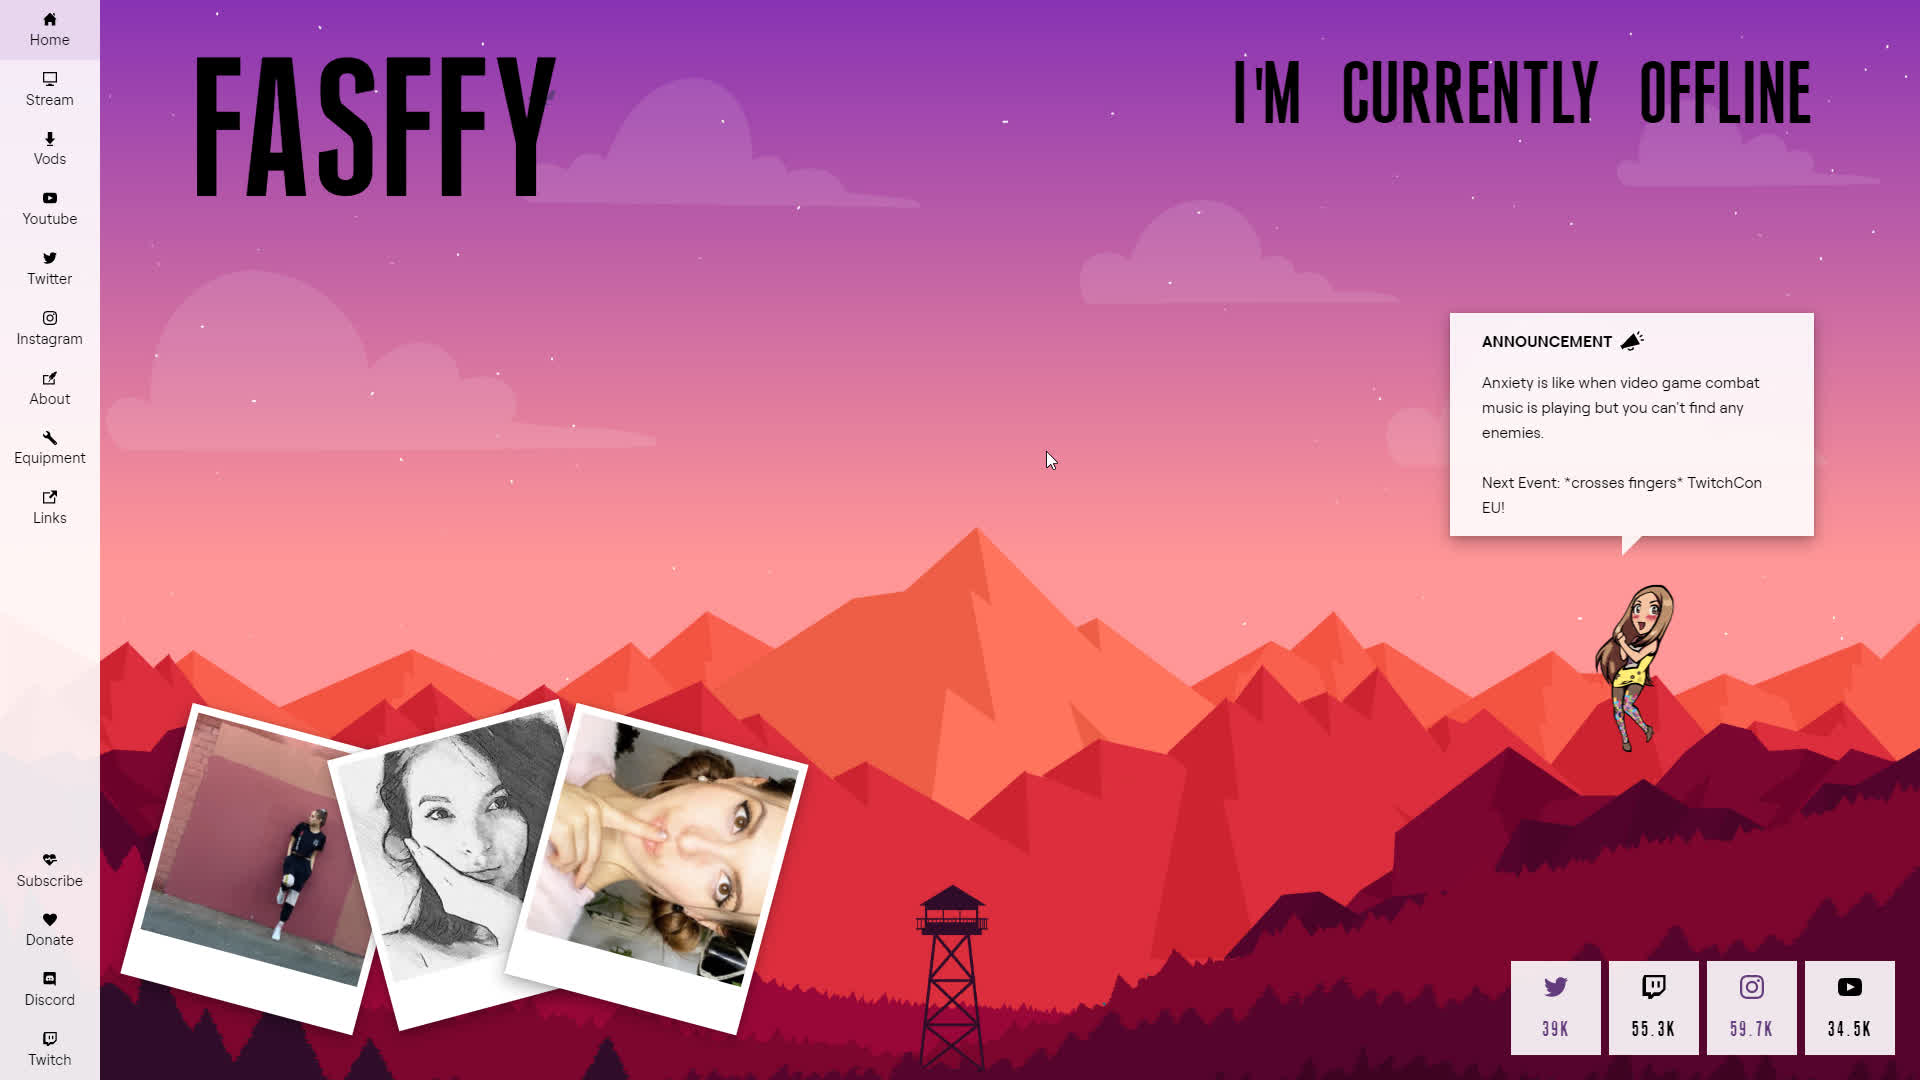 Home
Stream
Vods
Youtube
Twitter
Instagram
About
Equipment
Links
Subscribe
Donate
Discord
Twitch
FASFFY
I'M CURRENTLY OFFLINE
ANNOUNCEMENT
Anxiety is like when video game combat
music is playing but you can't find any
enemies.
Next Event: *crosses fingers* TwitchCon
EU!
39K
55.3K
59.7K
34.5K